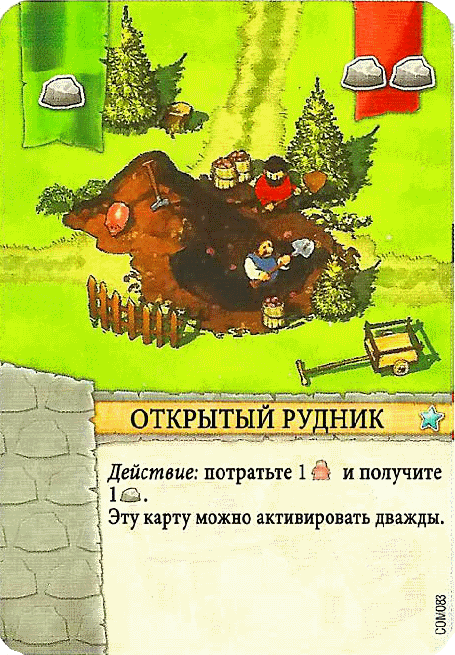 ОТКРЫТЫЙ РУДНИК
Действие: потратьте 1 и получите
1.
Эту карту можно активировать дважды.
COM083